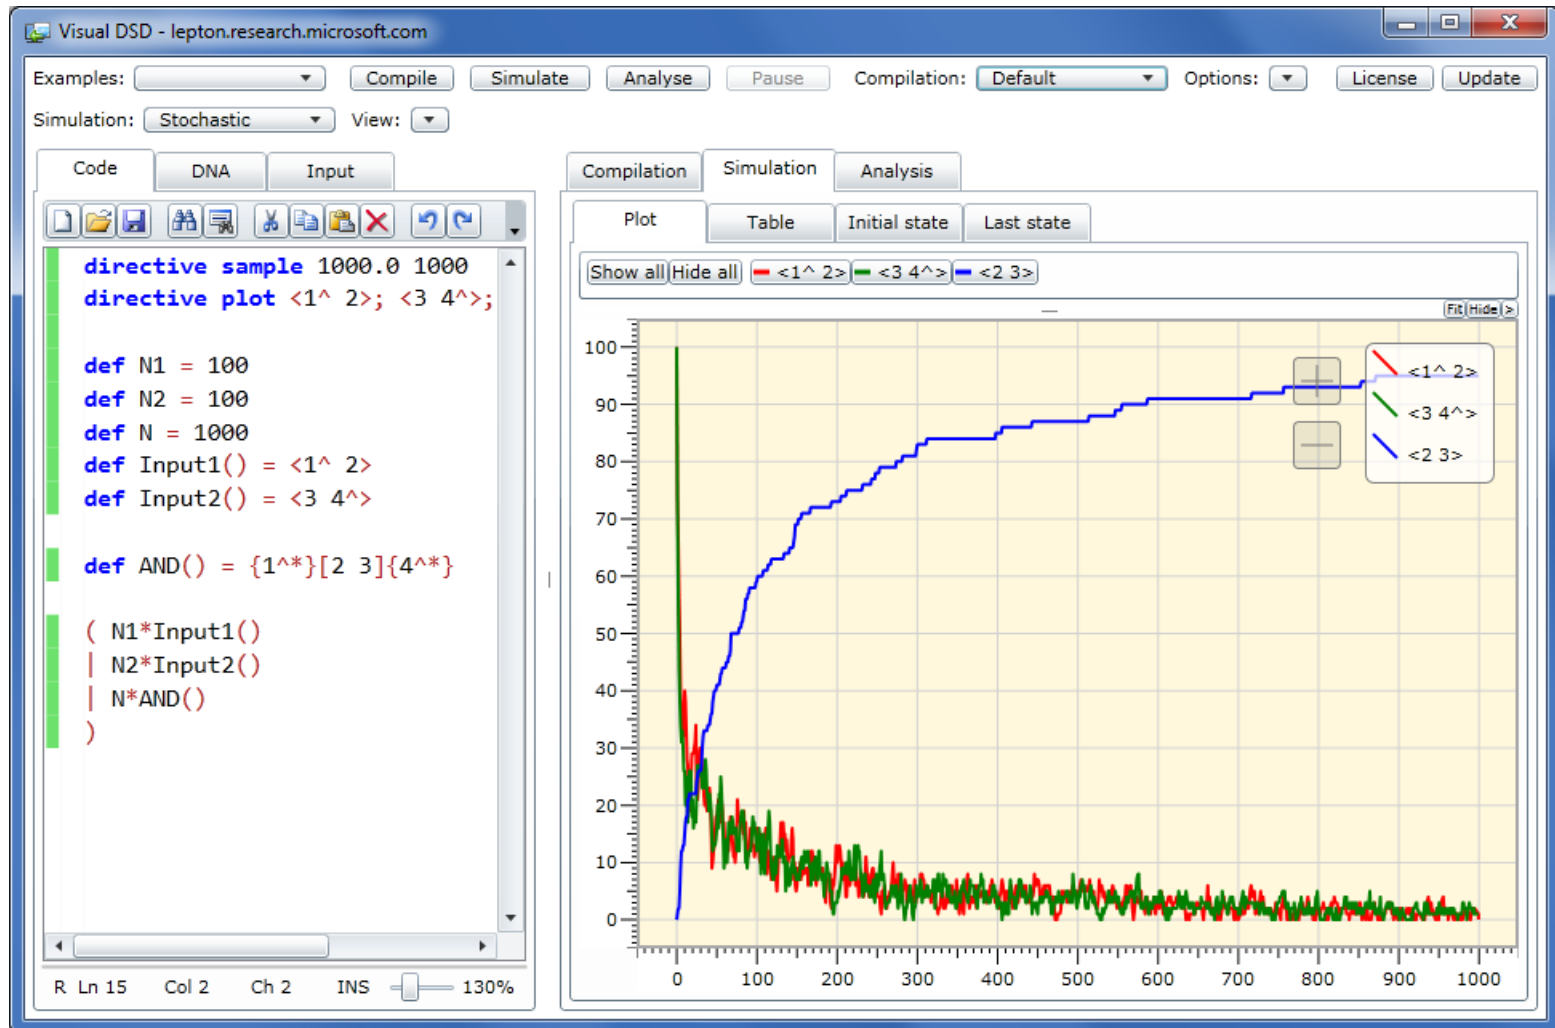 Visual DSD - lepton.research.microsoft.com
Examples: Compile Simulate Analyse Pause Compilation: Default Options: License Update
Simulation: Stochastic View:
Code DNA Input
Compilation Simulation Analysis
Plot Table Initial state Last state
Show all Hide all <1^ 2> <3 4^> <2 3>
Fit Hide >
directive sample 1000.0 1000
directive plot <1^ 2>; <3 4^>;
def N1 = 100
def N2 = 100
def N = 1000
def Input1() = <1^ 2>
def Input2() = <3 4^>
def AND() = {1^*}[2 3]{4^*}
( N1*Input1()
| N2*Input2()
| N*AND()
)
R Ln 15 Col 2 Ch 2 INS 130%
100
90
80
70
60
50
40
30
20
10
0
<1^ 2>
<3 4^>
<2 3>
0 100 200 300 400 500 600 700 800 900 1000